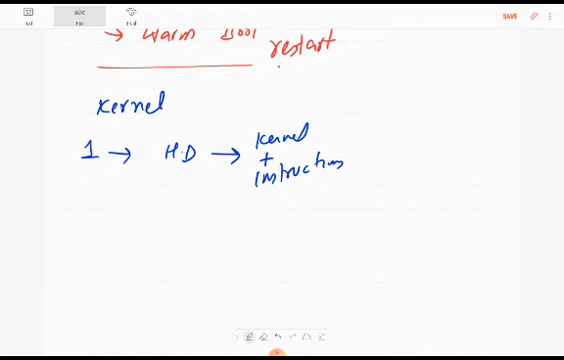 SAVE
→ warm boot restart
Kernel
1 → H.D → Kernel
+
instructions